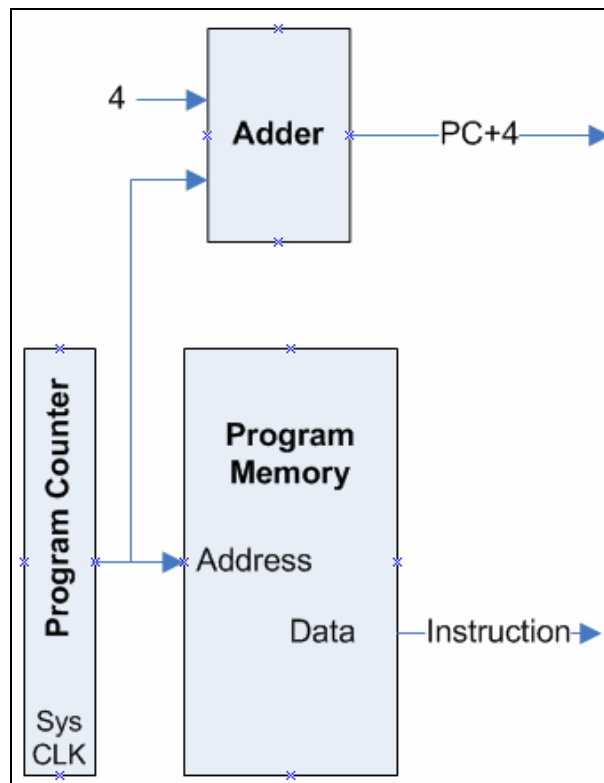 4
Adder
PC+4
Program Counter
Program
Memory
Address
Data
Instruction
Sys
CLK